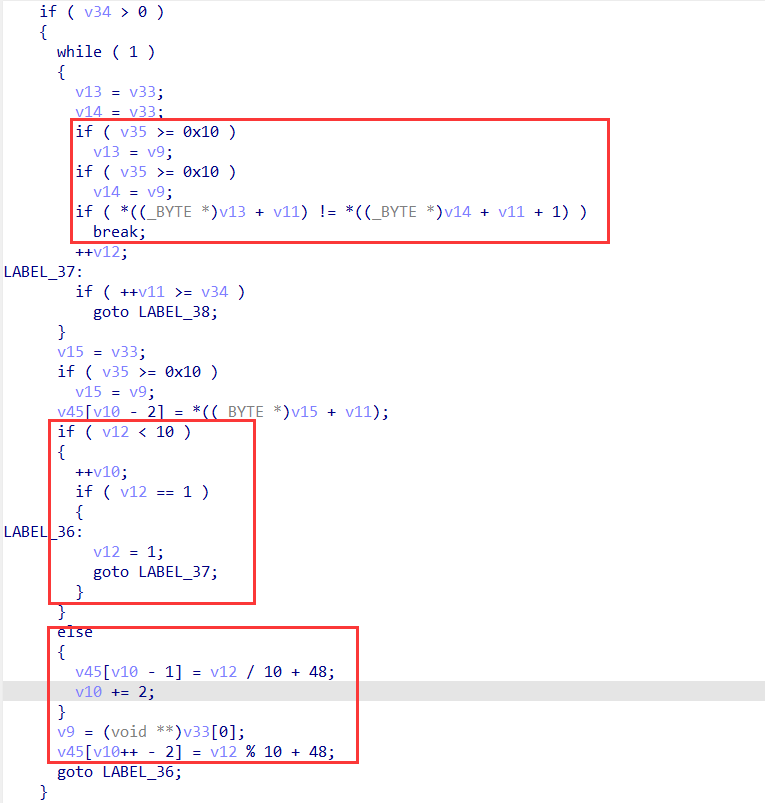 if ( v34 > 0 )
{
while ( 1 )
{
v13 = v33;
v14 = v33;
if ( v35 >= 0x10 )
v13 = v9;
if ( v35 >= 0x10 )
v14 = v9;
if ( *((_BYTE *)v13 + v11) != *((_BYTE *)v14 + v11 + 1) )
break;
++v12;
LABEL_37:
if ( ++v11 >= v34 )
goto LABEL_38;
}
v15 = v33;
if ( v35 >= 0x10 )
v15 = v9;
v45[v10 - 2] = *((_BYTE *)v15 + v11);
if ( v12 < 10 )
{
++v10;
if ( v12 == 1 )
{
LABEL_36:
v12 = 1;
goto LABEL_37;
}
}
else
{
v45[v10 - 1] = v12 / 10 + 48;
v10 += 2;
}
v9 = (void **)v33[0];
v45[v10++ - 2] = v12 % 10 + 48;
goto LABEL_36;
}